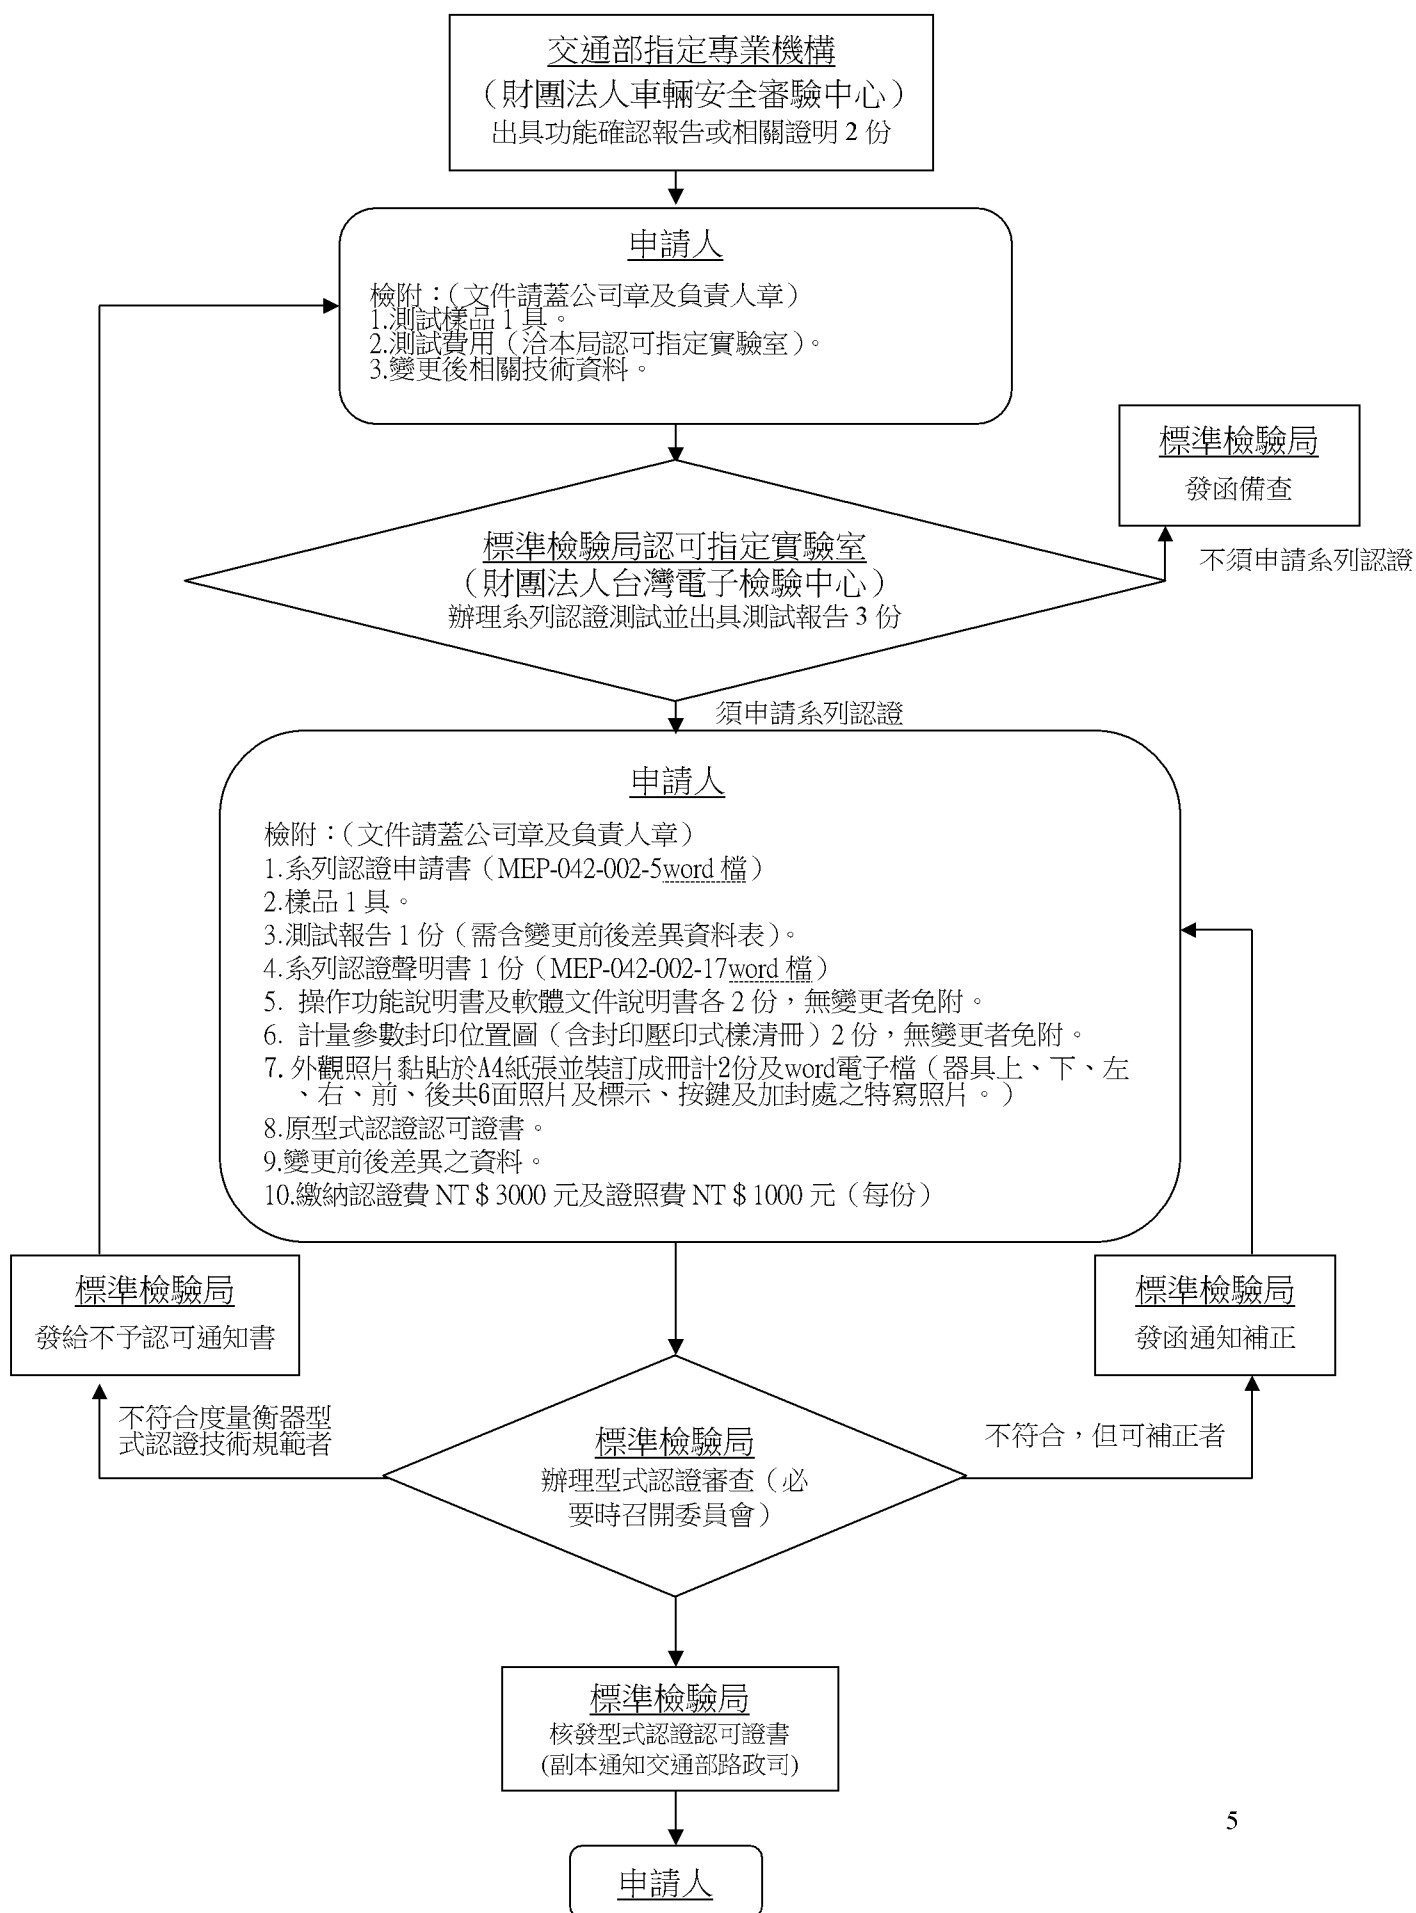 交通部指定專業機構
（財團法人車輛安全審驗中心）
出具功能確認報告或相關證明 2 份
申請人
檢附：（文件請蓋公司章及負責人章）
1.測試樣品 1 具。
2.測試費用（洽本局認可指定實驗室）。
3.變更後相關技術資料。
標準檢驗局
發函備查
不須申請系列認證
標準檢驗局認可指定實驗室
（財團法人台灣電子檢驗中心）
辦理系列認證測試並出具測試報告 3 份
須申請系列認證
申請人
檢附：（文件請蓋公司章及負責人章）
1.系列認證申請書（MEP-042-002-5word 檔）
2.樣品 1 具。
3.測試報告 1 份（需含變更前後差異資料表）。
4.系列認證聲明書 1 份（MEP-042-002-17word 檔）
5. 操作功能說明書及軟體文件說明書各 2 份，無變更者免附。
6. 計量參數封印位置圖（含封印壓印式樣清冊）2 份，無變更者免附。
7. 外觀照片黏貼於A4紙張並裝訂成冊計2份及word電子檔（器具上、下、左
、右、前、後共6面照片及標示、按鍵及加封處之特寫照片。）
8.原型式認證認可證書。
9.變更前後差異之資料。
10.繳納認證費 NT＄3000 元及證照費 NT＄1000 元（每份）
標準檢驗局
發給不予認可通知書
標準檢驗局
發函通知補正
不符合度量衡器型
式認證技術規範者
不符合，但可補正者
標準檢驗局
辦理型式認證審查（必
要時召開委員會）
標準檢驗局
核發型式認證認可證書
(副本通知交通部路政司)
5
申請人